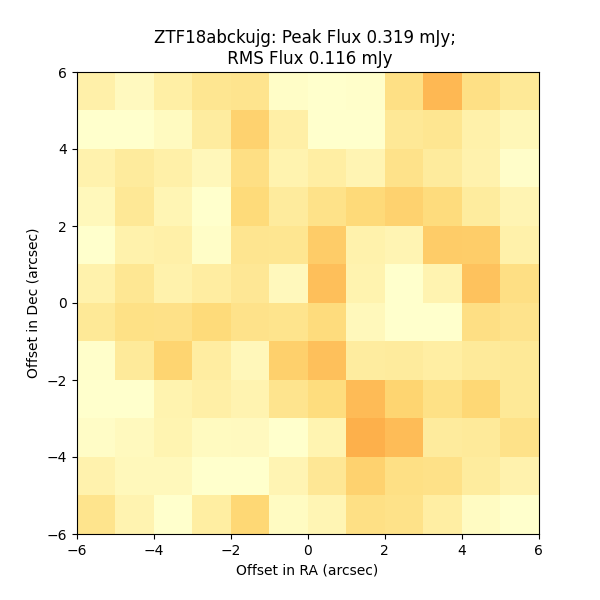 ZTF18abckujg: Peak Flux 0.319 mJy;
RMS Flux 0.116 mJy
6
4
2
0
−2
−4
−6
Offset in Dec (arcsec)
−6 −4 −2 0 2 4 6
Offset in RA (arcsec)